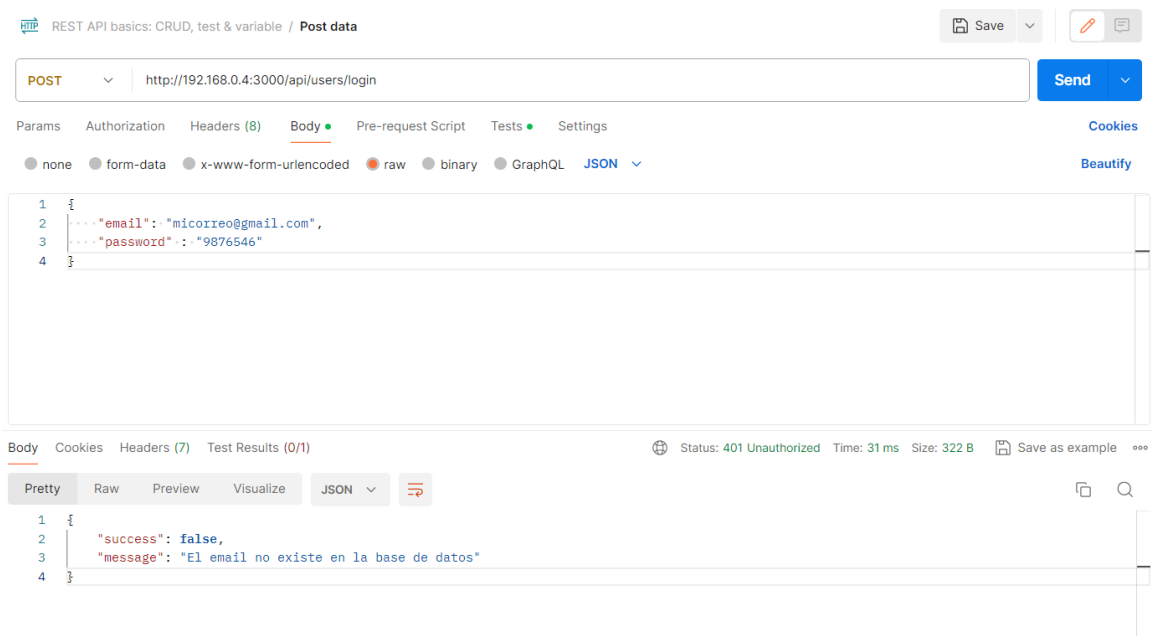 HTTP REST API basics: CRUD, test & variable / Post data Save
POST http://192.168.0.4:3000/api/users/login Send
Params Authorization Headers (8) Body Pre-request Script Tests Settings Cookies
none form-data x-www-form-urlencoded raw binary GraphQL JSON Beautify
1 {
2 "email": "micorreo@gmail.com",
3 "password" : "9876546"
4 }
Body Cookies Headers (7) Test Results (0/1) Status: 401 Unauthorized Time: 31 ms Size: 322 B Save as example
Pretty Raw Preview Visualize JSON
1 {
2 "success": false,
3 "message": "El email no existe en la base de datos"
4 }